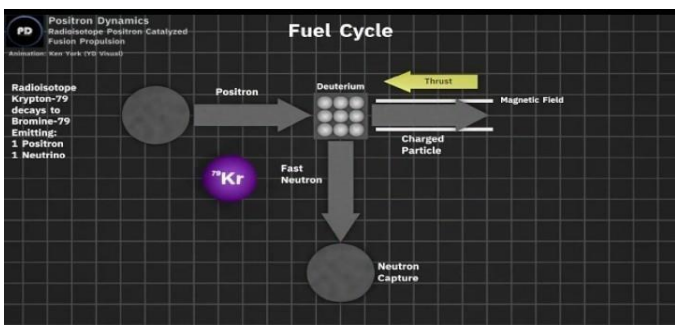 PD
Positron Dynamics
Radioisotope Positron Catalyzed
Fusion Propulsion
Animation: Ken York (YD Visual)
Fuel Cycle
Radioisotope
Krypton-79
decays to
Bromine-79
Emitting:
1 Positron
1 Neutrino
Positron
Deuterium
Thrust
Magnetic Field
Charged
Particle
⁷⁹Kr
Fast
Neutron
Neutron
Capture